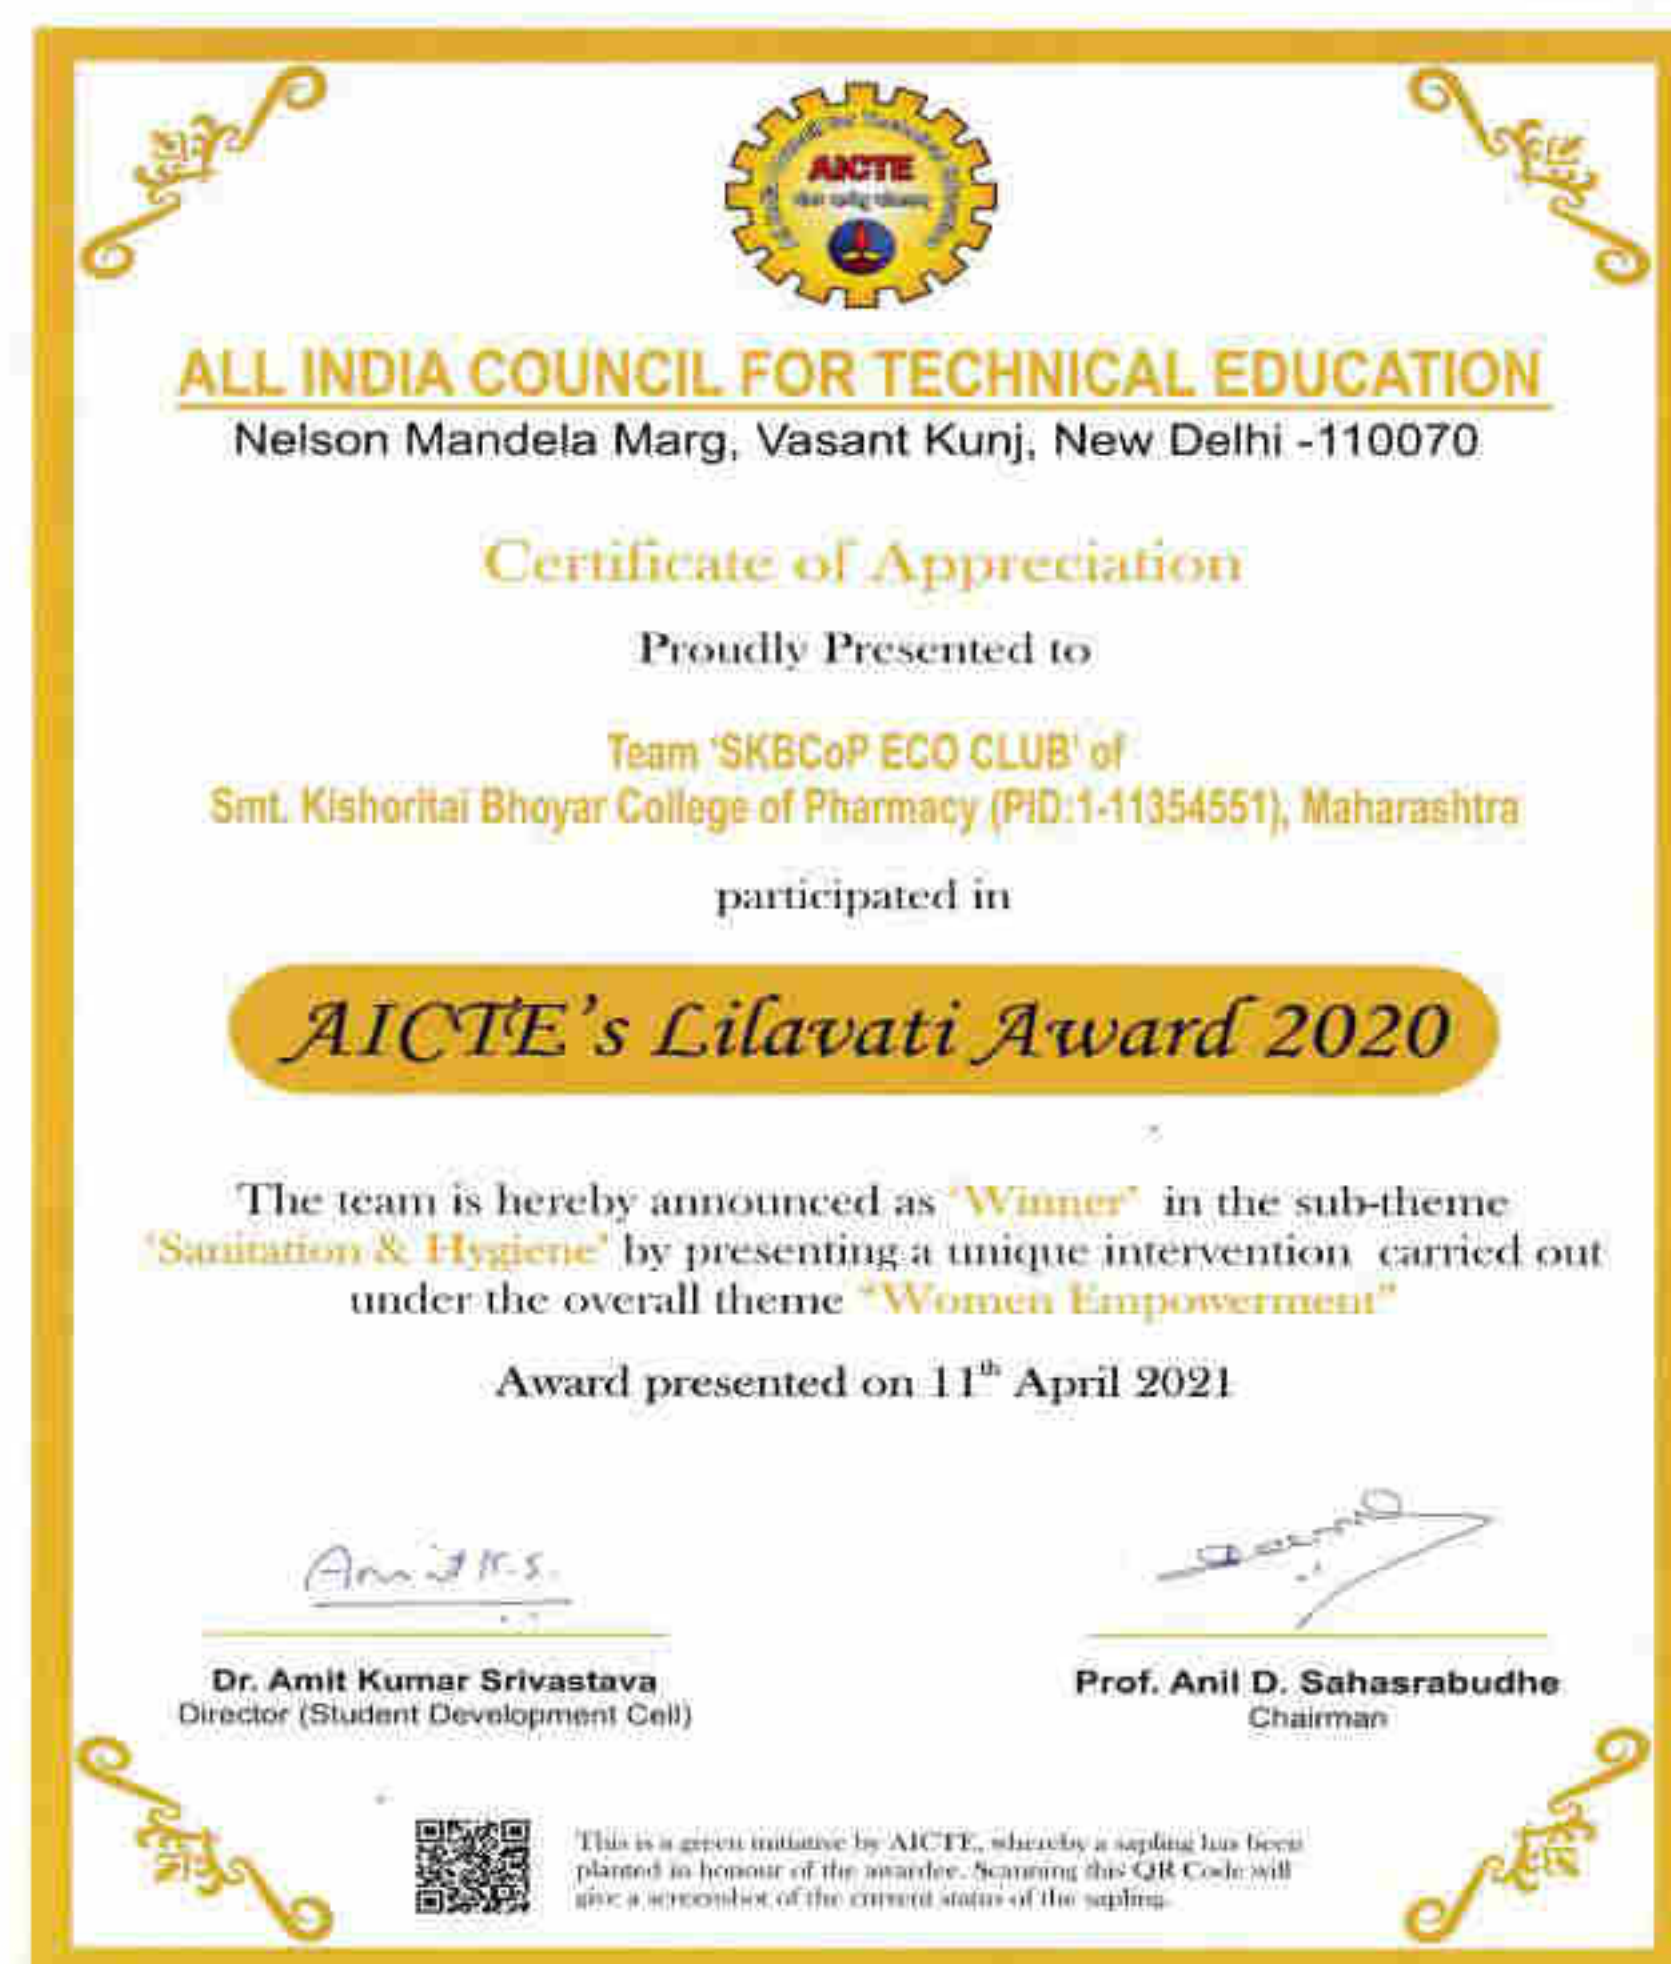 AICTE
ALL INDIA COUNCIL FOR TECHNICAL EDUCATION
Nelson Mandela Marg, Vasant Kunj, New Delhi -110070
Certificate of Appreciation
Proudly Presented to
Team 'SKBCoP ECO CLUB' of
Smt. Kishoritai Bhoyar College of Pharmacy (PID:1-11354551), Maharashtra
participated in
AICTE's Lilavati Award 2020
The team is hereby announced as 'Winner' in the sub-theme
'Sanitation & Hygiene' by presenting a unique intervention carried out
under the overall theme "Women Empowerment"
Award presented on 11th April 2021
Amit K.S.
Dr. Amit Kumar Srivastava
Director (Student Development Cell)
Prof. Anil D. Sahasrabudhe
Chairman
This is a green initiative by AICTE, whereby a sapling has been
planted in honour of the awardee. Scanning this QR Code will
give a screenshot of the current status of the sapling.